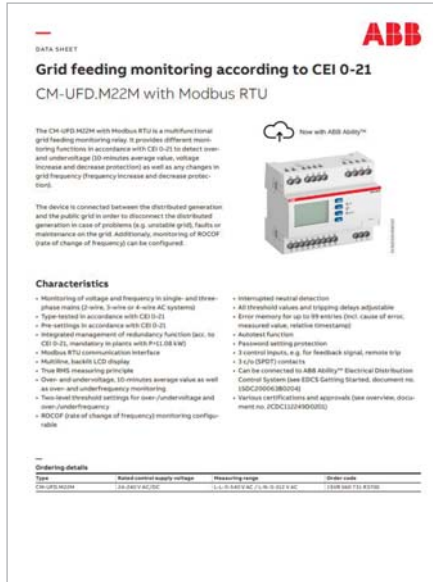 ABB
DATA SHEET
Grid feeding monitoring according to CEI 0-21
CM-UFD.M22M with Modbus RTU
The CM-UFD.M22M with Modbus RTU is a multifunctional
grid feeding monitoring relay. It provides different moni-
toring functions in accordance with CEI 0-21 to detect over-
and undervoltage (10-minutes average value, voltage
increase and decrease protection) as well as any changes in
grid frequency (frequency increase and decrease protec-
tion).
The device is connected between the distributed generation
and the public grid in order to disconnect the distributed
generation in case of problems (e.g. unstable grid), faults or
maintenance on the grid. Additionaly, monitoring of ROCOF
(rate of change of frequency) can be configured.
Now with ABB Ability™
Characteristics
• Monitoring of voltage and frequency in single- and three-
phase mains (2-wire, 3-wire or 4-wire AC systems)
• Type-tested in accordance with CEI 0-21
• Pre-settings in accordance with CEI 0-21
• Integrated management of redundancy function (acc. to
CEI 0-21, mandatory in plants with P>11.08 kW)
• Modbus RTU communication interface
• Multiline, backlit LCD display
• True RMS measuring principle
• Over- and undervoltage, 10-minutes average value as well
as over- and underfrequency monitoring
• Two-level threshold settings for over-/undervoltage and
over-/underfrequency
• ROCOF (rate of change of frequency) monitoring configu-
rable
• Interrupted neutral detection
• All threshold values and tripping delays adjustable
• Error memory for up to 99 entries (incl. cause of error,
measured value, relative timestamp)
• Autotest function
• Password setting protection
• 3 control inputs, e.g. for feedback signal, remote trip
• 3 c/o (SPDT) contacts
• Can be connected to ABB Ability™ Electrical Distribution
Control System (see EDCS Getting Started, document no.
1SDC200063B0204)
• Various certifications and approvals (see overview, docu-
ment no. 2CDC112249D0201)
Ordering details
Type Rated control supply voltage Measuring range Order code
CM-UFD.M22M 24-240 V AC/DC L-L: 0-540 V AC / L-N: 0-312 V AC 1SVR 560 731 R3700